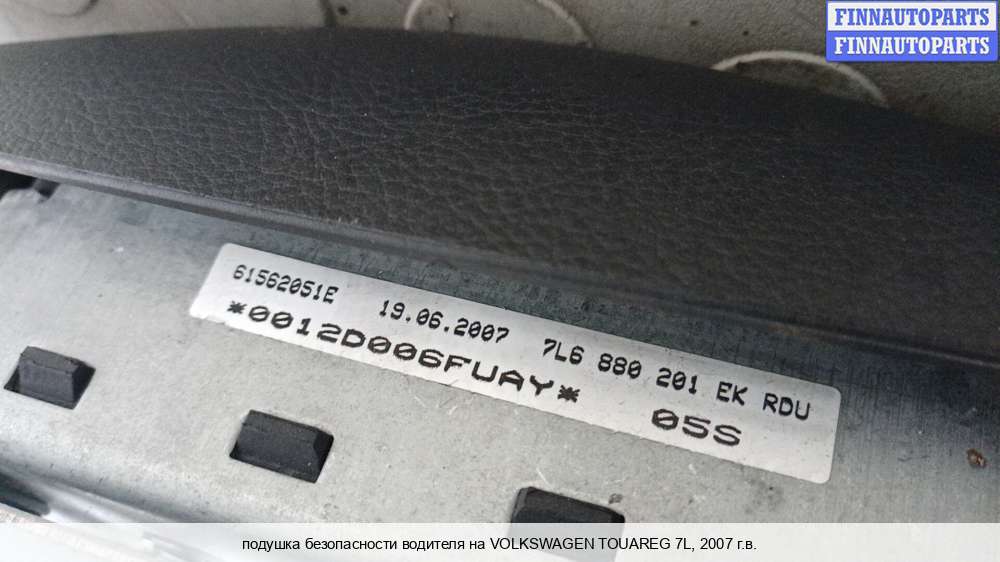 FINNAUTOPARTS
FINNAUTOPARTS
61562051E 19.06.2007 7L6 880 201 EK RDU
*0012D006FUAY* 05S
подушка безопасности водителя на VOLKSWAGEN TOUAREG 7L, 2007 г.в.